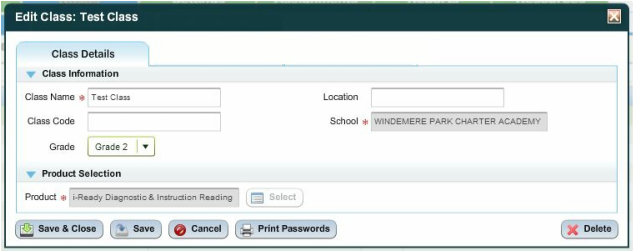 Edit Class: Test Class
Class Details
Class Information
Class Name * Test Class Location
Class Code School * WINDEMERE PARK CHARTER ACADEMY
Grade Grade 2
Product Selection
Product * i-Ready Diagnostic & Instruction Reading Select
Save & Close Save Cancel Print Passwords Delete